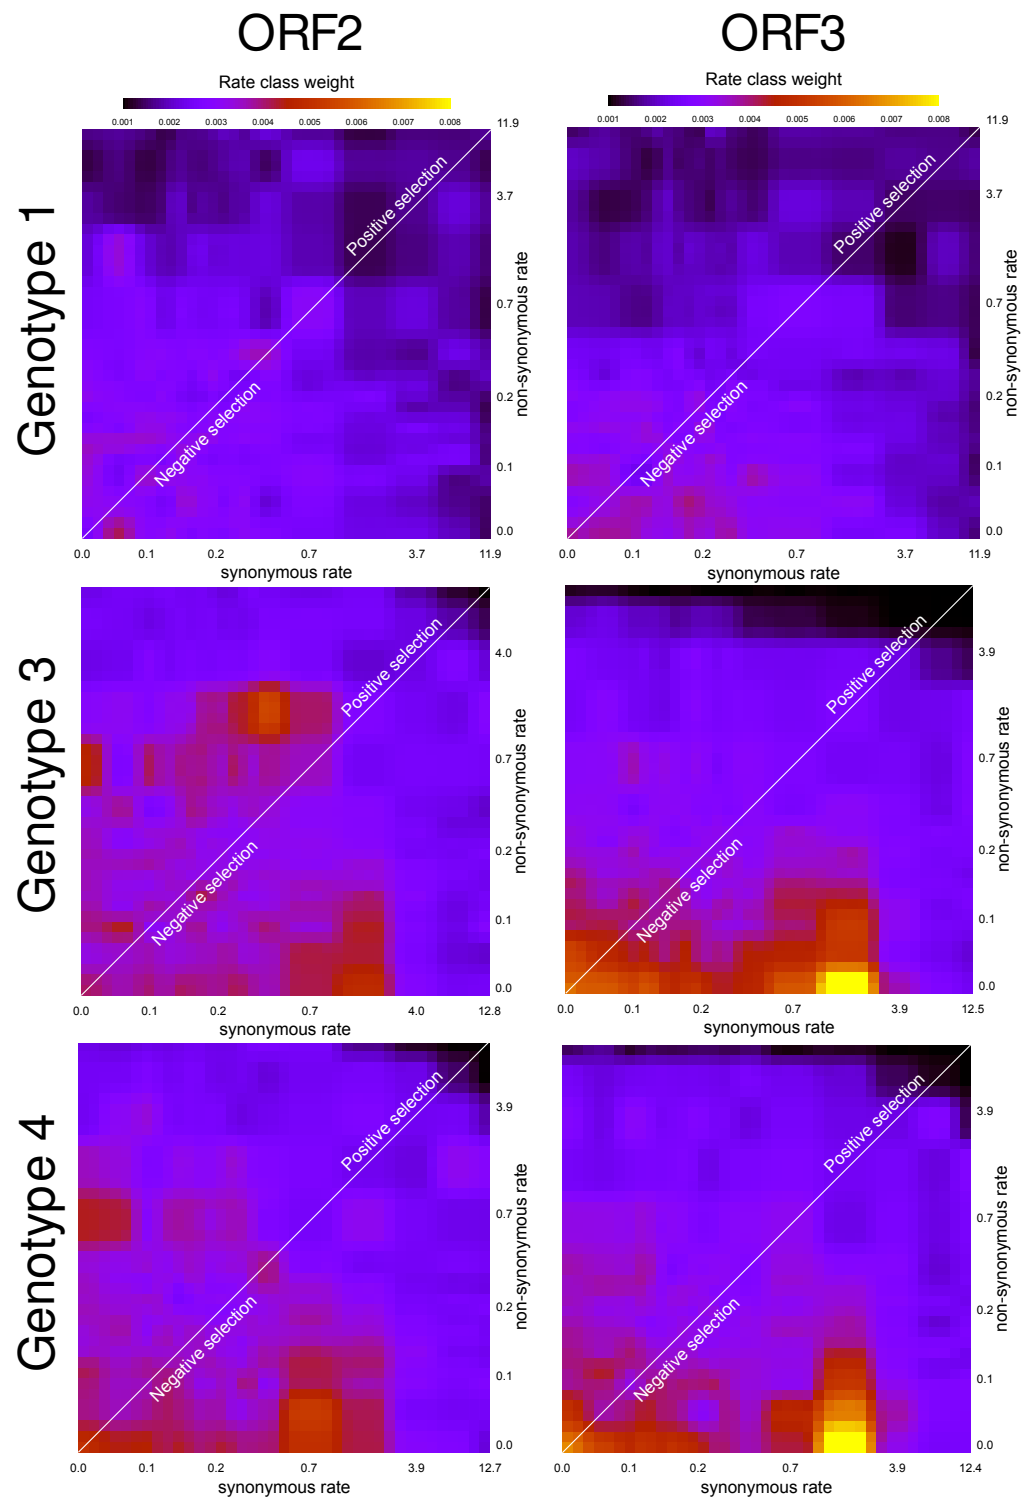 ORF2
ORF3
Rate class weight
0.001 0.002 0.003 0.004 0.005 0.006 0.007 0.008
Rate class weight
0.001 0.002 0.003 0.004 0.005 0.006 0.007 0.008
Genotype 1
Positive selection
Negative selection
11.9
3.7
0.7
0.2
0.1
0.0
non-synonymous rate
0.0 0.1 0.2 0.7 3.7 11.9
synonymous rate
Positive selection
Negative selection
11.9
3.7
0.7
0.2
0.1
0.0
non-synonymous rate
0.0 0.1 0.2 0.7 3.7 11.9
synonymous rate
Genotype 3
Positive selection
Negative selection
4.0
0.7
0.2
0.1
0.0
non-synonymous rate
0.0 0.1 0.2 0.7 4.0 12.8
synonymous rate
Positive selection
Negative selection
3.9
0.7
0.2
0.1
0.0
non-synonymous rate
0.0 0.1 0.2 0.7 3.9 12.5
synonymous rate
Genotype 4
Positive selection
Negative selection
3.9
0.7
0.2
0.1
0.0
non-synonymous rate
0.0 0.1 0.2 0.7 3.9 12.7
synonymous rate
Positive selection
Negative selection
3.9
0.7
0.2
0.1
0.0
non-synonymous rate
0.0 0.1 0.2 0.7 3.9 12.4
synonymous rate